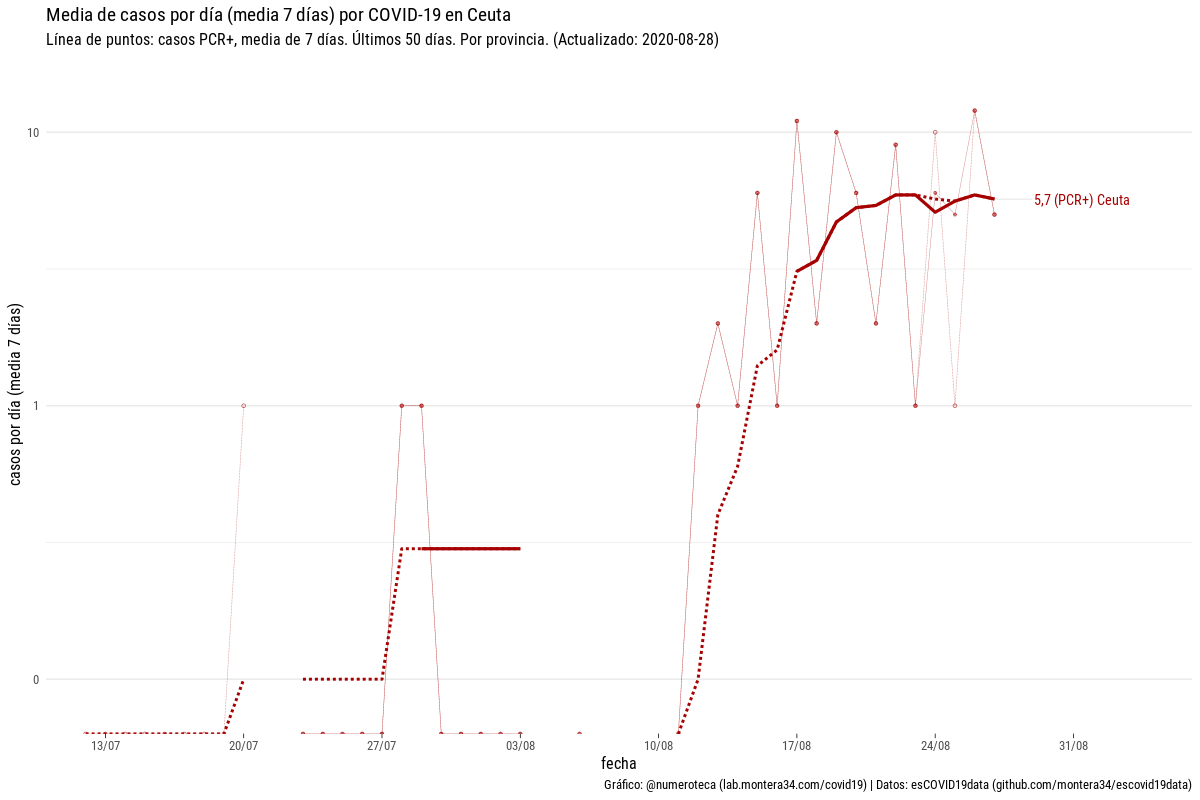 Media de casos por día (media 7 días) por COVID-19 en Ceuta
Línea de puntos: casos PCR+, media de 7 días. Últimos 50 días. Por provincia. (Actualizado: 2020-08-28)
casos por día (media 7 días)
10
1
0
5,7 (PCR+) Ceuta
13/07 20/07 27/07 03/08 10/08 17/08 24/08 31/08
fecha
Gráfico: @numeroteca (lab.montera34.com/covid19) | Datos: esCOVID19data (github.com/montera34/escovid19data)